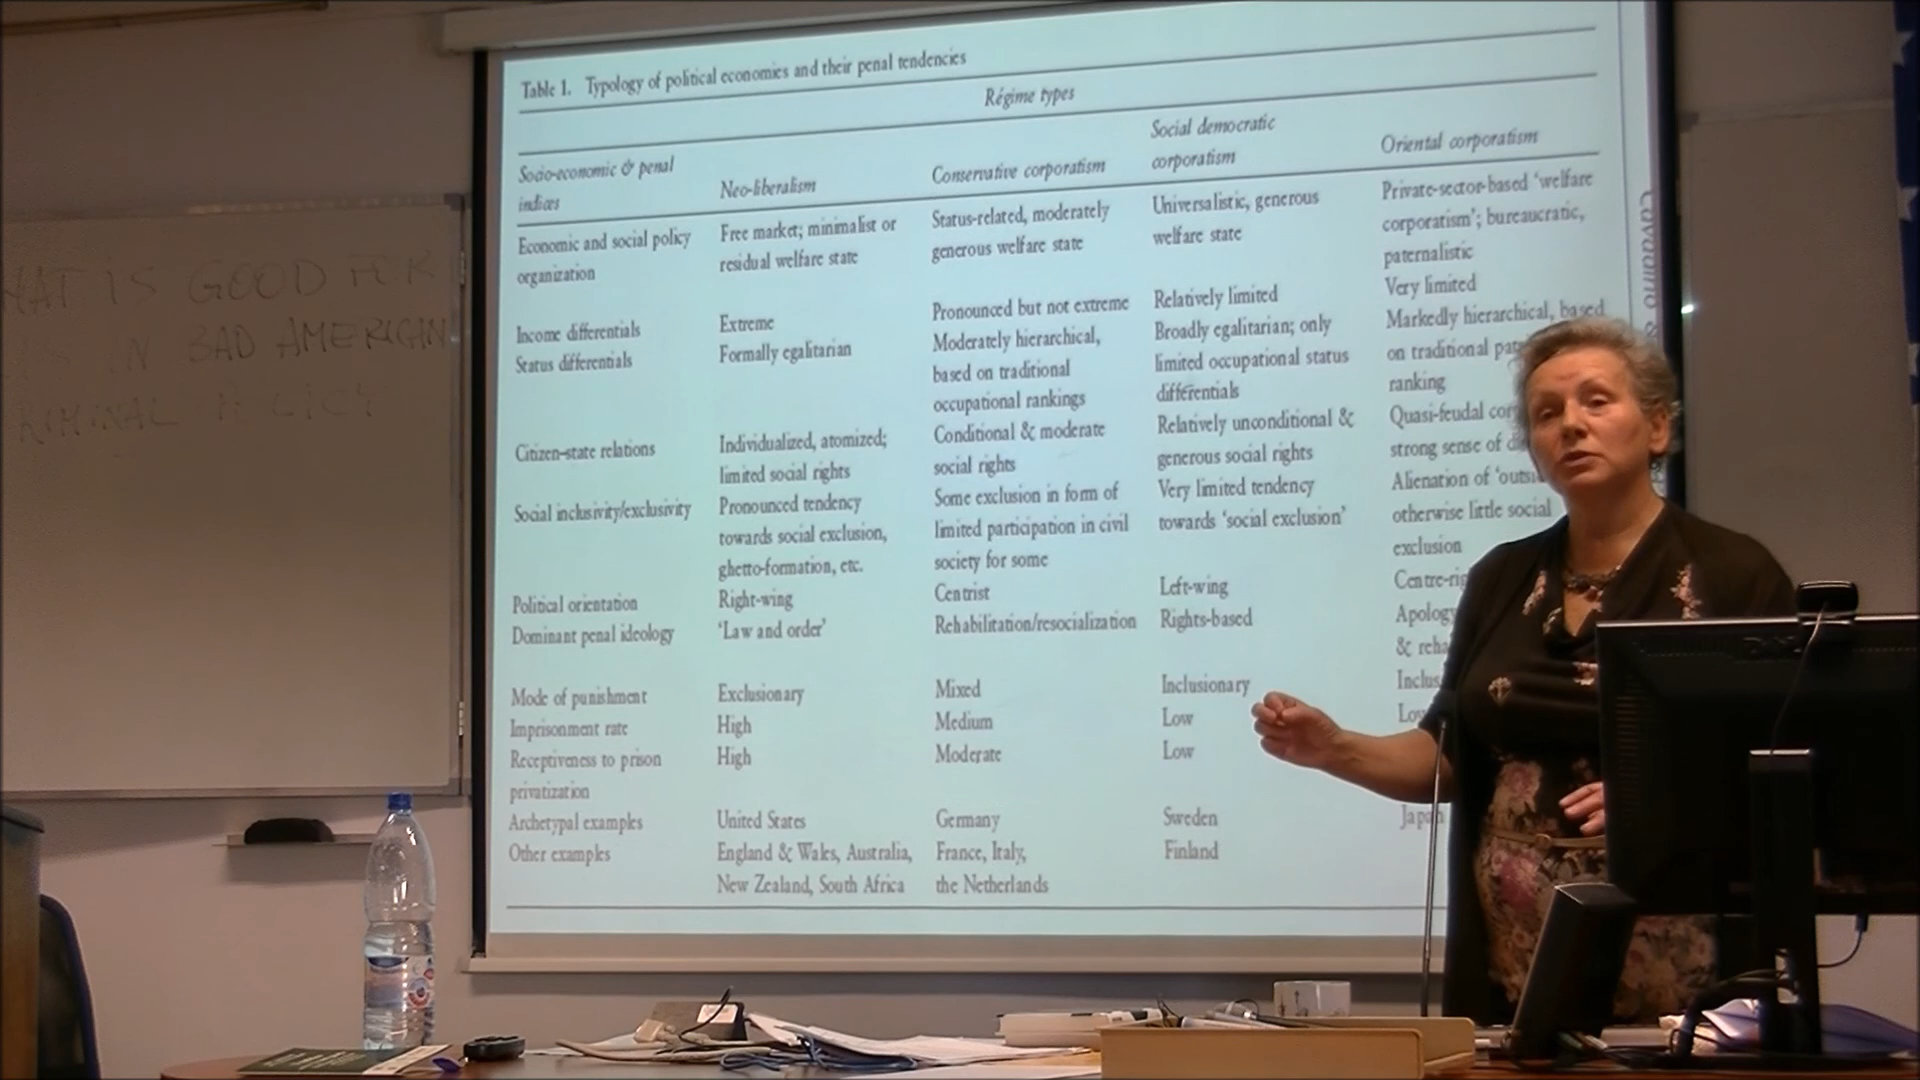 Table 1. Typology of political economies and their penal tendencies
Régime types
Socio-economic & penal
indices
Neo-liberalism
Conservative corporatism
Social democratic
corporatism
Oriental corporatism
Economic and social policy
organization
Free market; minimalist or
residual welfare state
Status-related, moderately
generous welfare state
Universalistic, generous
welfare state
Private-sector-based ‘welfare
corporatism’; bureaucratic,
paternalistic
Income differentials
Extreme
Pronounced but not extreme
Relatively limited
Very limited
Status differentials
Formally egalitarian
Moderately hierarchical,
based on traditional
occupational rankings
Broadly egalitarian; only
limited occupational status
differentials
Markedly hierarchical, based
on traditional
ranking
Citizen-state relations
Individualized, atomized;
limited social rights
Conditional & moderate
social rights
Relatively unconditional &
generous social rights
Quasi-feudal
strong sense of
Social inclusivity/exclusivity
Pronounced tendency
towards social exclusion,
ghetto-formation, etc.
Some exclusion in form of
limited participation in civil
society for some
Very limited tendency
towards ‘social exclusion’
Alienation of
otherwise little social
exclusion
Political orientation
Right-wing
Centrist
Left-wing
Dominant penal ideology
‘Law and order’
Rehabilitation/resocialization
Rights-based
Apology
&
Mode of punishment
Exclusionary
Mixed
Inclusionary
Imprisonment rate
High
Medium
Low
Low
Receptiveness to prison
privatization
High
Moderate
Low
Archetypal examples
United States
Germany
Sweden
Japan
Other examples
England & Wales, Australia,
New Zealand, South Africa
France, Italy,
the Netherlands
Finland
IS GOOD FOR
IN BAD AMERICAN
POLICY